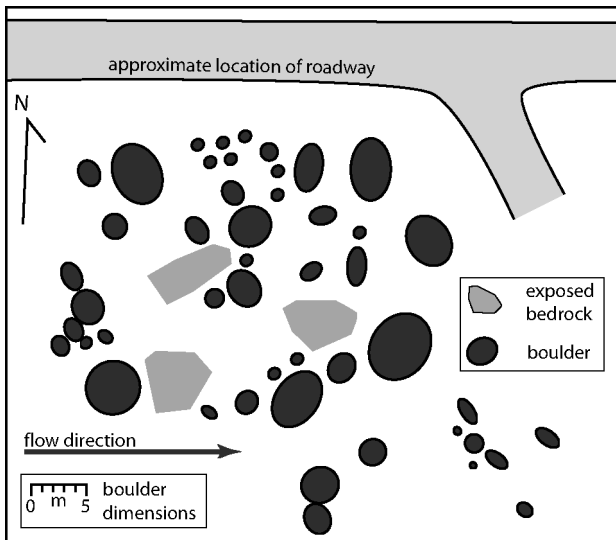 approximate location of roadway
N
exposed
bedrock
boulder
flow direction
0 m 5
boulder
dimensions